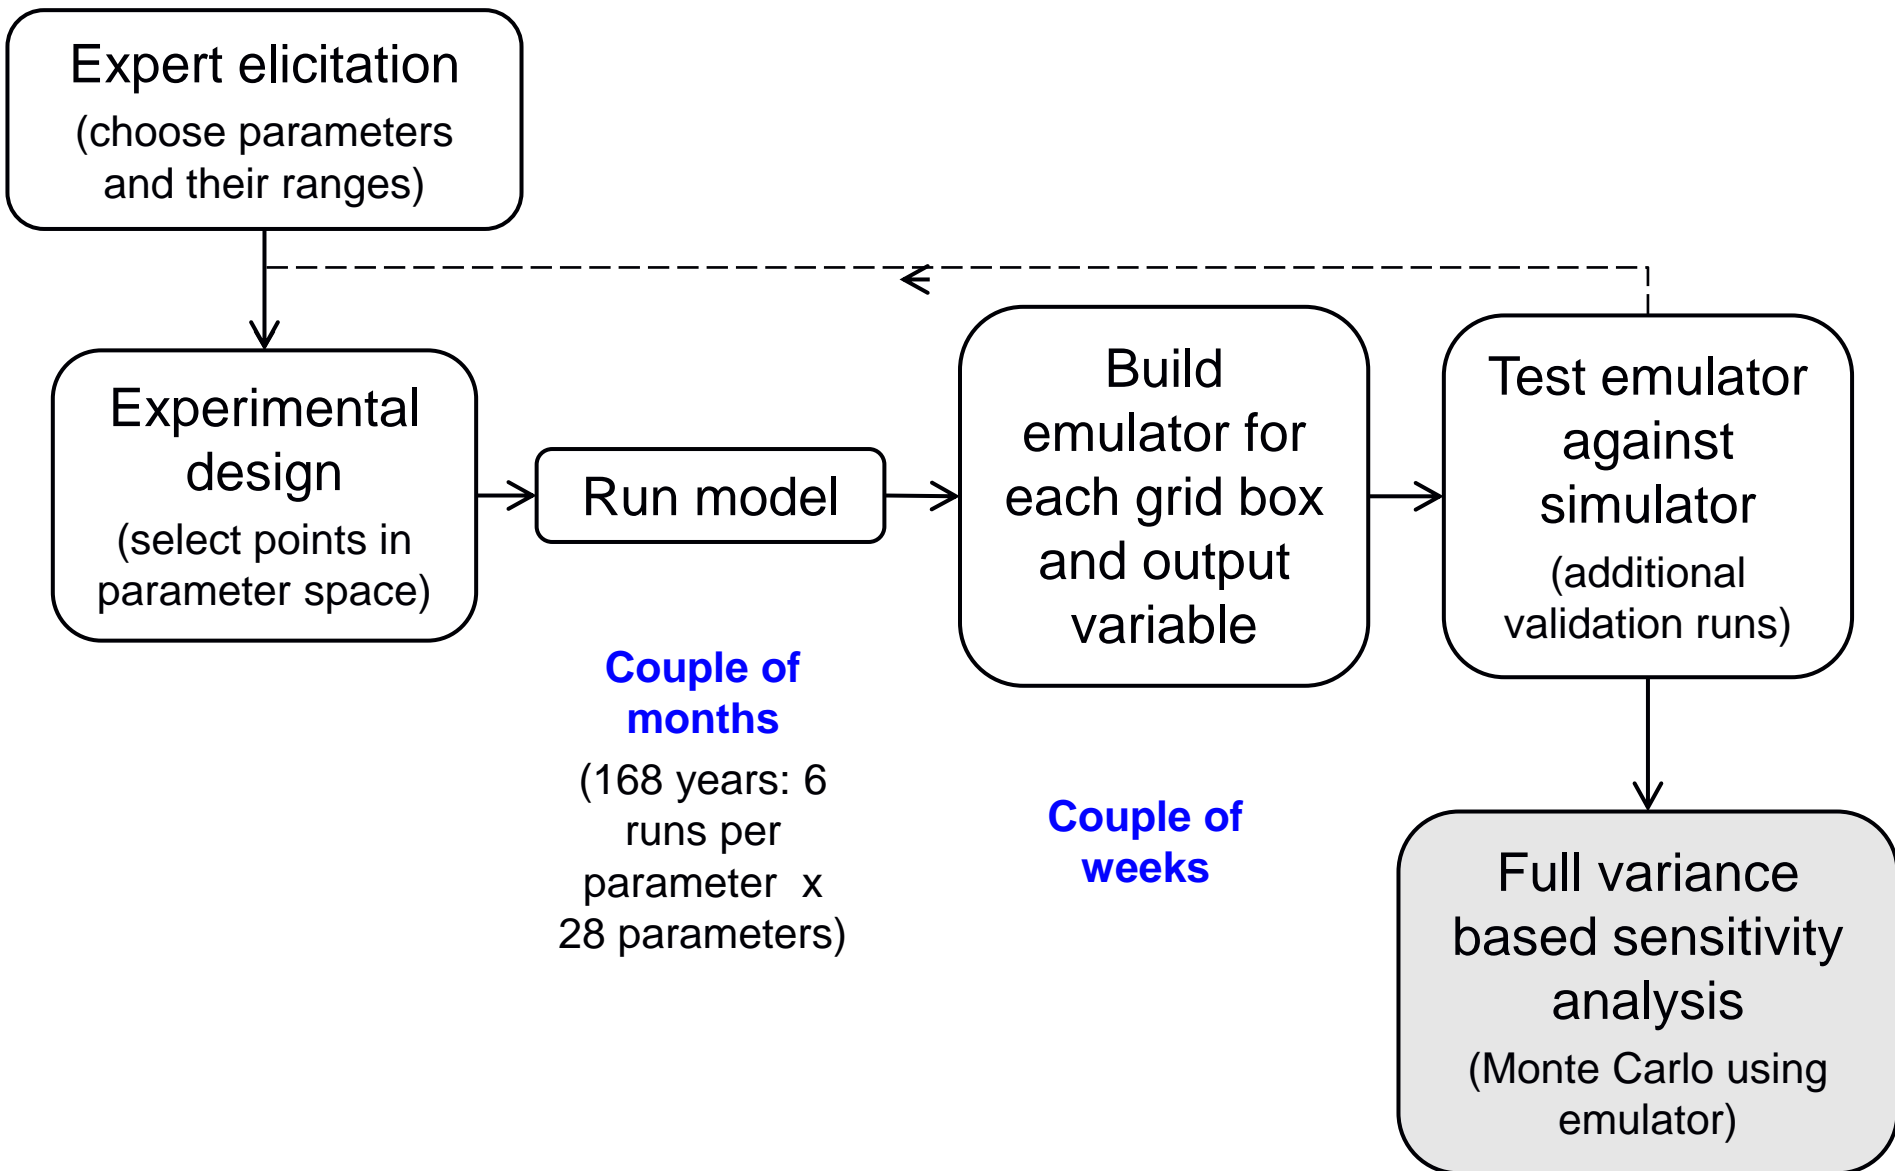 Expert elicitation
(choose parameters
and their ranges)
Experimental
design
(select points in
parameter space)
Run model
Couple of
months
(168 years: 6
runs per
parameter x
28 parameters)
Build
emulator for
each grid box
and output
variable
Couple of
weeks
Test emulator
against
simulator
(additional
validation runs)
Full variance
based sensitivity
analysis
(Monte Carlo using
emulator)